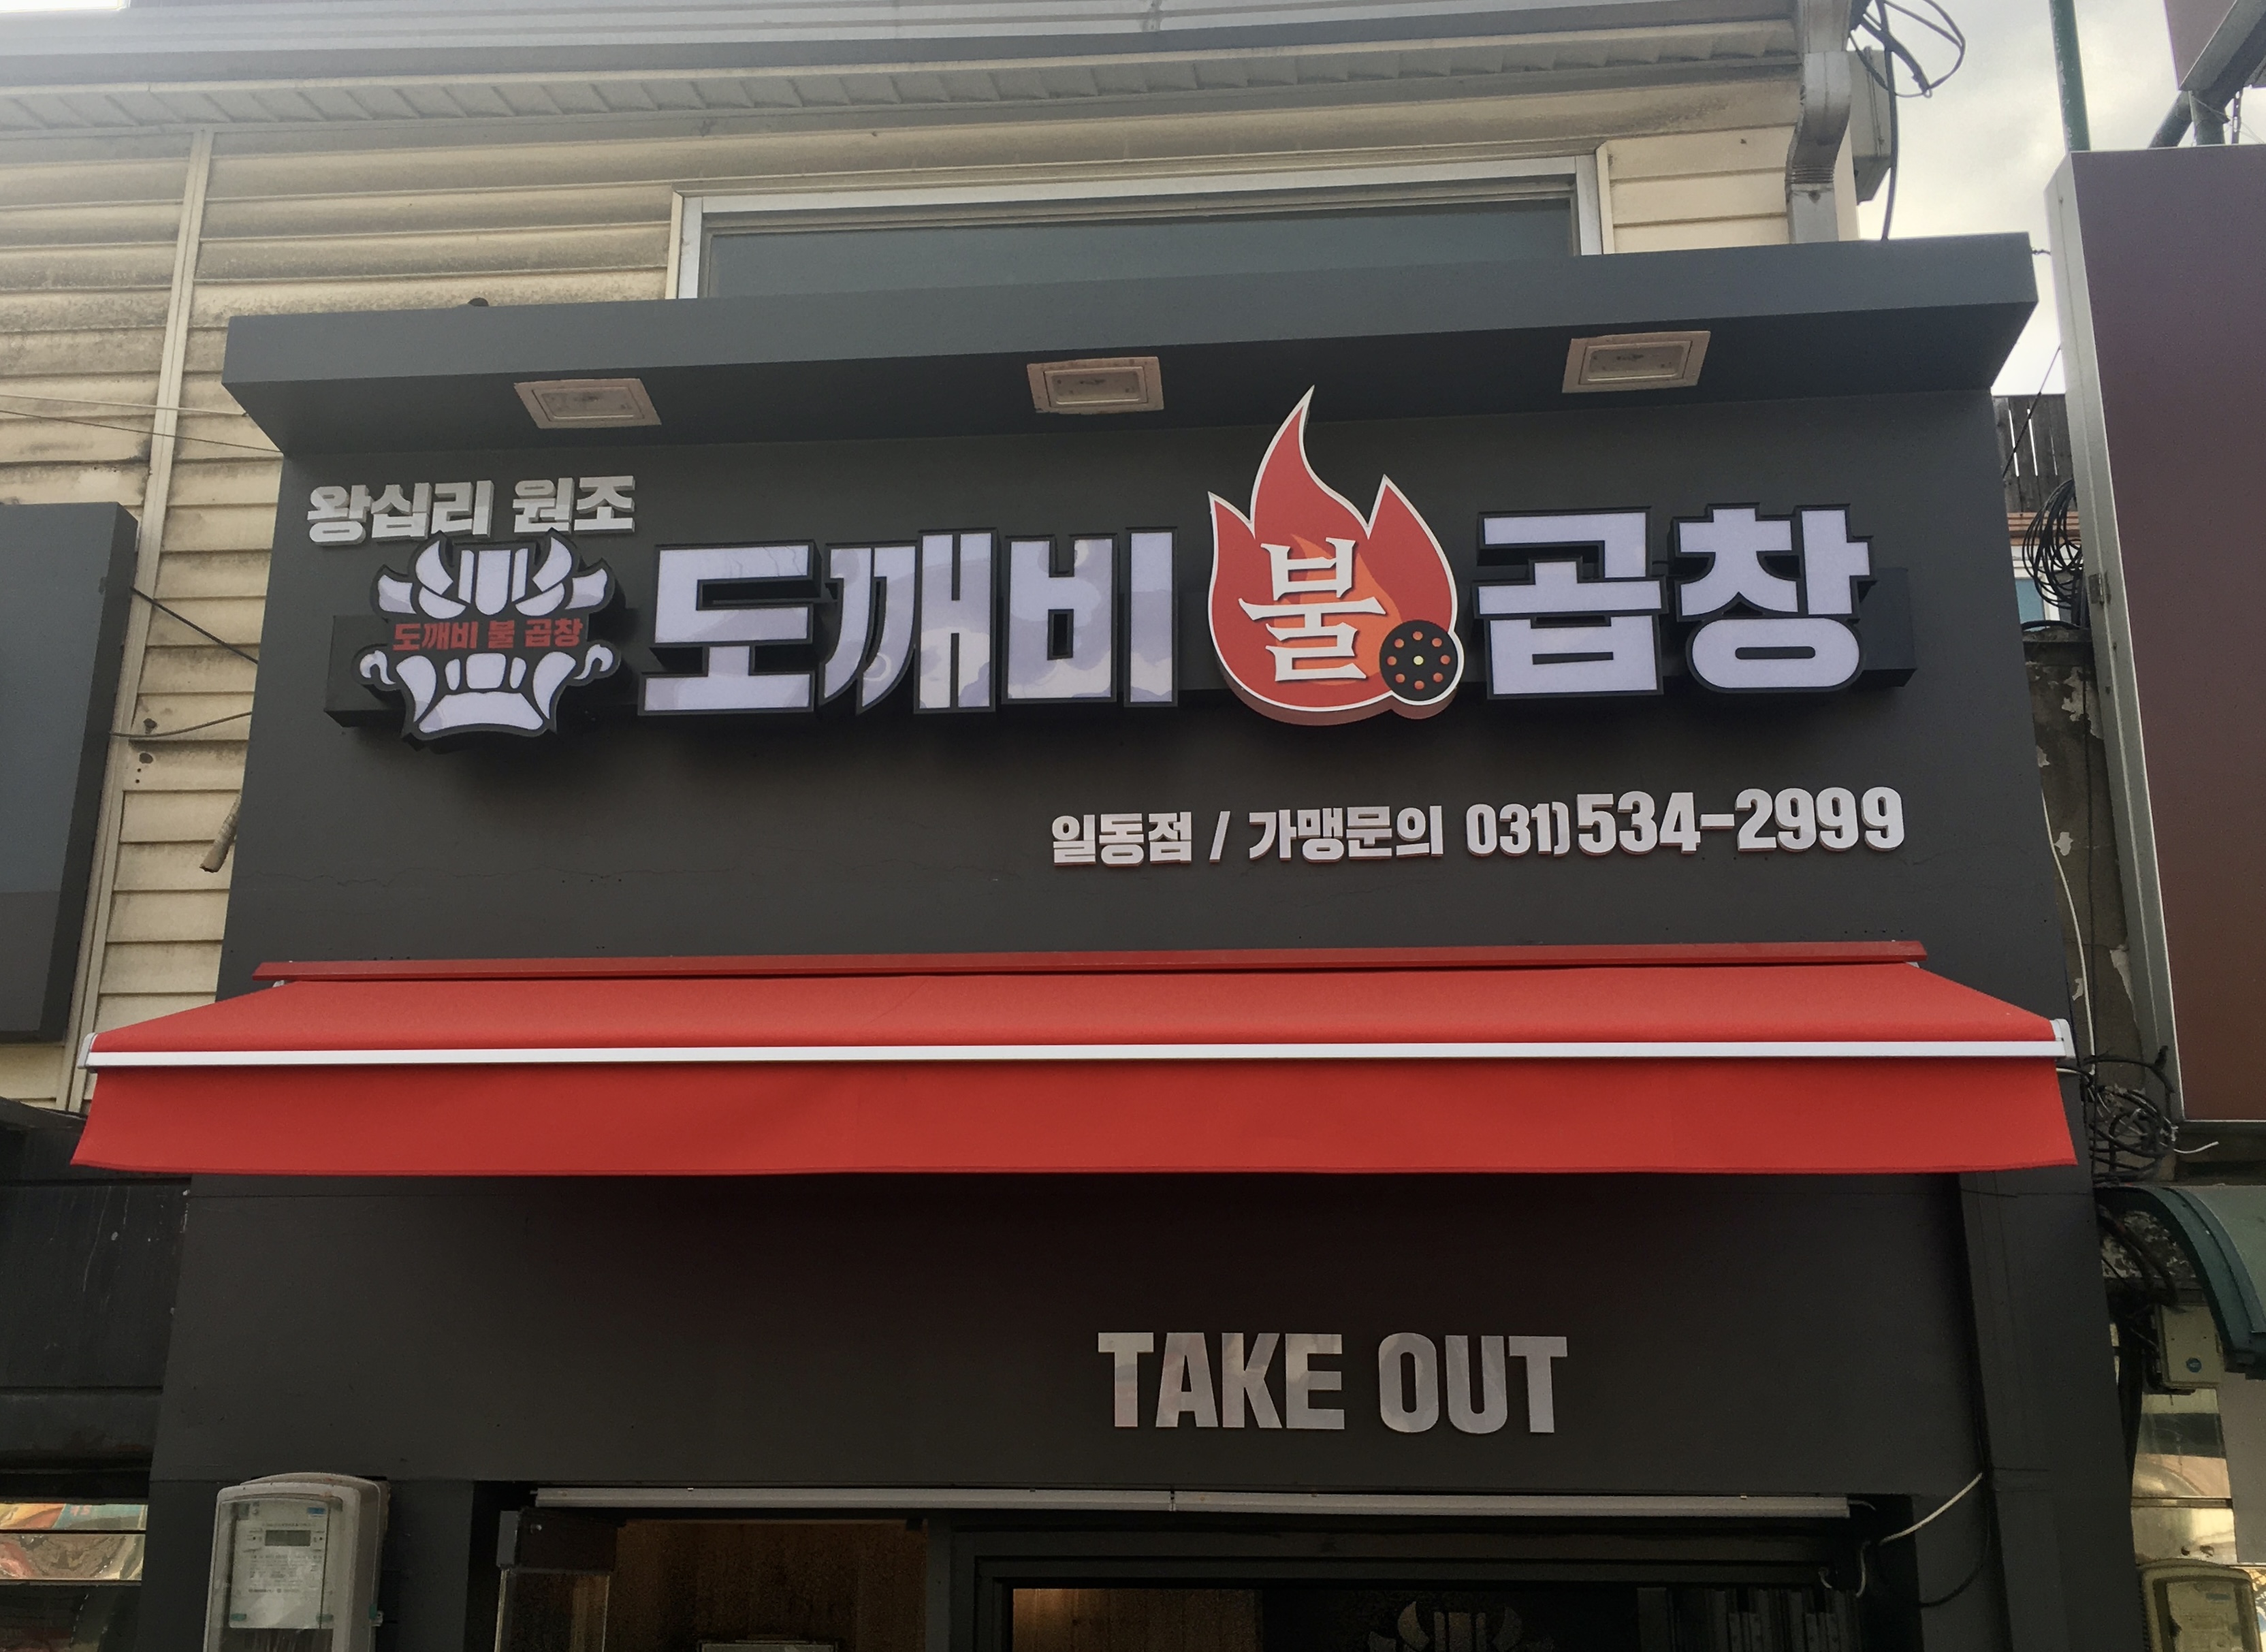 왕십리 원조
도깨비 불 곱창
도깨비 불 곱창
일동점 / 가맹문의 031)534-2999
TAKE OUT